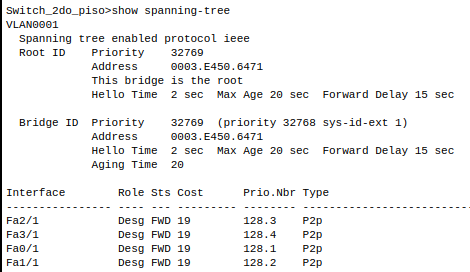 Switch_2do_piso>show spanning-tree
VLAN0001
  Spanning tree enabled protocol ieee
  Root ID    Priority    32769
             Address     0003.E450.6471
             This bridge is the root
             Hello Time  2 sec  Max Age 20 sec  Forward Delay 15 sec

  Bridge ID  Priority    32769  (priority 32768 sys-id-ext 1)
             Address     0003.E450.6471
             Hello Time  2 sec  Max Age 20 sec  Forward Delay 15 sec
             Aging Time  20

Interface        Role Sts Cost      Prio.Nbr Type
---------------- ---- --- --------- -------- --------------------------
Fa2/1            Desg FWD 19        128.3    P2p
Fa3/1            Desg FWD 19        128.4    P2p
Fa0/1            Desg FWD 19        128.1    P2p
Fa1/1            Desg FWD 19        128.2    P2p